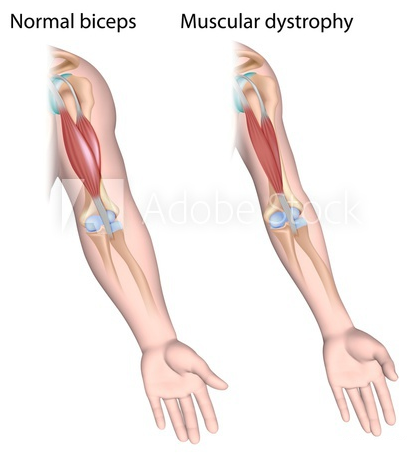 Normal biceps
Muscular dystrophy
Adobe Stock